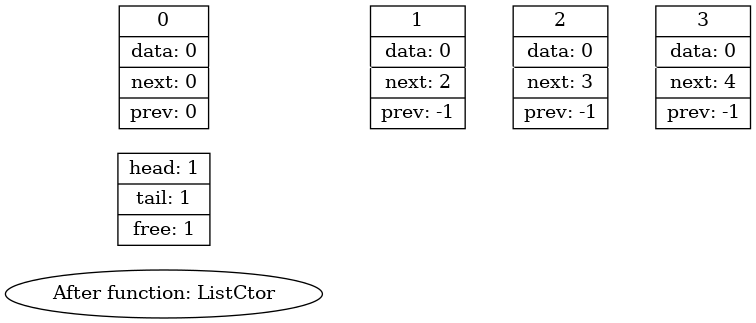 0
data: 0
next: 0
prev: 0
1
data: 0
next: 2
prev: -1
2
data: 0
next: 3
prev: -1
3
data: 0
next: 4
prev: -1
head: 1
tail: 1
free: 1
After function: ListCtor